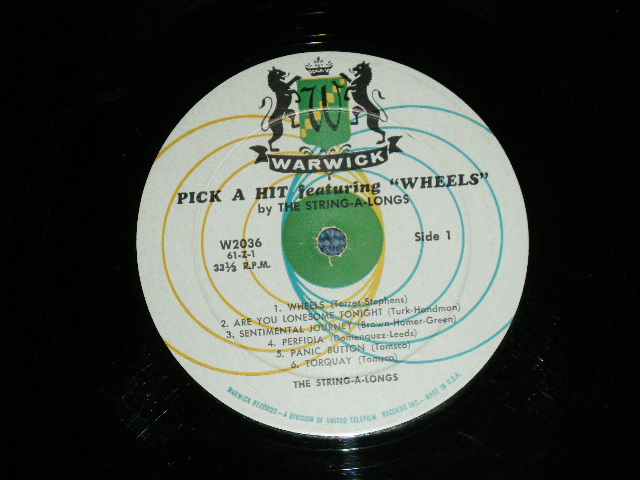 W
WARWICK
PICK A HIT featuring "WHEELS"
by THE STRING-A-LONGS
W2036
61-Z-1
33⅓ R.P.M.
Side 1
1. WHEELS (Torres-Stephens)
2. ARE YOU LONESOME TONIGHT (Turk-Handman)
3. SENTIMENTAL JOURNEY (Brown-Homer-Green)
4. PERFIDIA (Domenquez-Leeds)
5. PANIC BUTTON (Tomsco)
6. TORQUAY (Tomsco)
THE STRING-A-LONGS
WARWICK RECORDS—A DIVISION OF UNITED TELEFILM RECORDS INC.—MADE IN U.S.A.